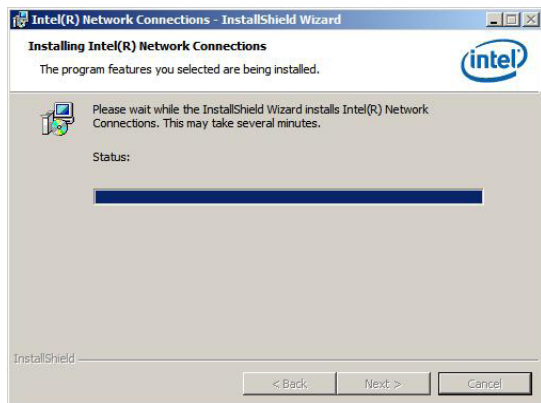 Intel(R) Network Connections - InstallShield Wizard
Installing Intel(R) Network Connections
The program features you selected are being installed.
intel
Please wait while the InstallShield Wizard installs Intel(R) Network
Connections. This may take several minutes.
Status:
InstallShield
< Back
Next >
Cancel